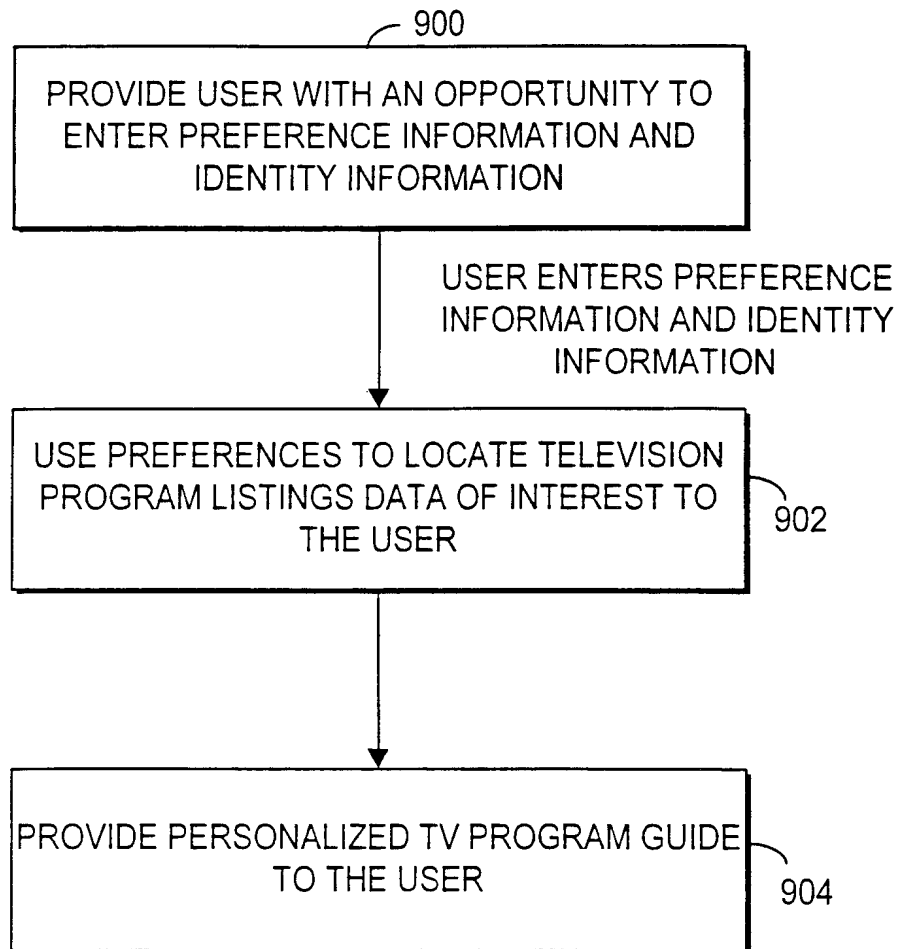 900
PROVIDE USER WITH AN OPPORTUNITY TO
ENTER PREFERENCE INFORMATION AND
IDENTITY INFORMATION
USER ENTERS PREFERENCE
INFORMATION AND IDENTITY
INFORMATION
USE PREFERENCES TO LOCATE TELEVISION
PROGRAM LISTINGS DATA OF INTEREST TO
THE USER
902
PROVIDE PERSONALIZED TV PROGRAM GUIDE
TO THE USER
904